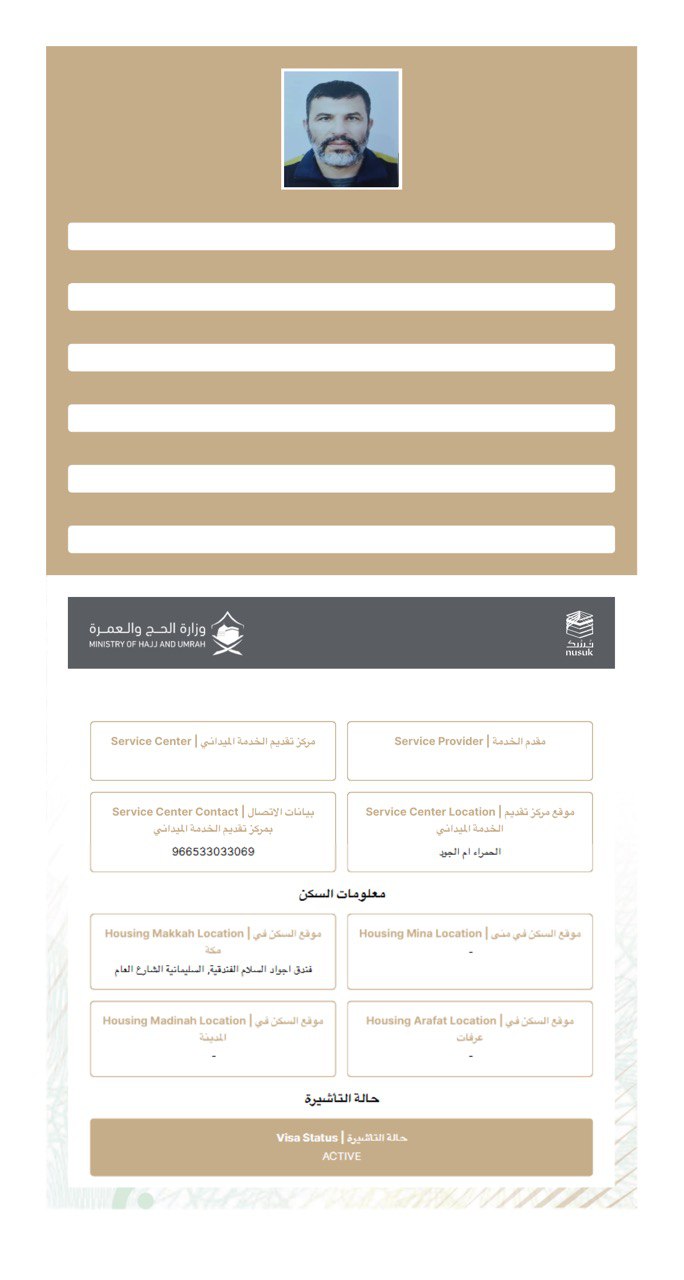 وزارة الحـج والـعمـرة
MINISTRY OF HAJJ AND UMRAH
نسك
nusuk
مركز تقديم الخدمة الميداني | Service Center
مقدم الخدمة | Service Provider
بيانات الاتصال | Service Center Contact
بمركز تقديم الخدمة الميداني
966533033069
موقع مركز تقديم | Service Center Location
الخدمة الميداني
الحمراء ام الجود
معلومات السكن
موقع السكن في | Housing Makkah Location
مكة
فندق اجواد السلام الفندقية, السليمانية الشارع العام
موقع السكن في منى | Housing Mina Location
-
موقع السكن في | Housing Madinah Location
المدينة
-
موقع السكن في | Housing Arafat Location
عرفات
-
حالة التأشيرة
حالة التاشيرة | Visa Status
ACTIVE